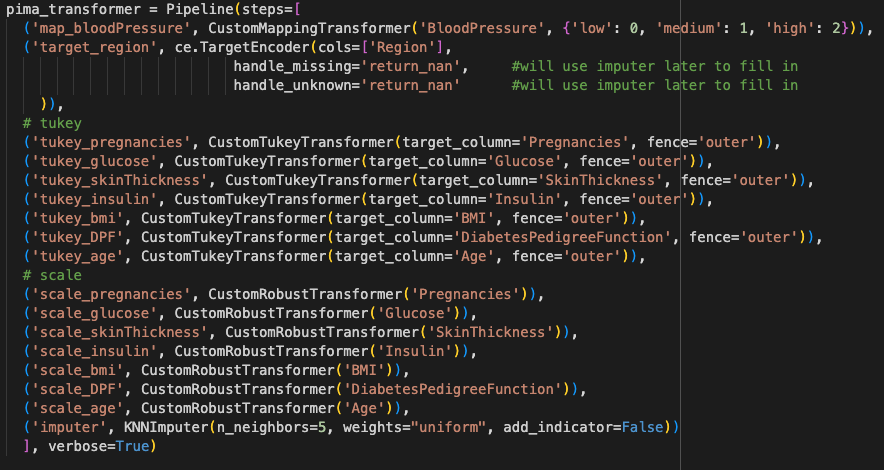 pima_transformer = Pipeline(steps=[
('map_bloodPressure', CustomMappingTransformer('BloodPressure', {'low': 0, 'medium': 1, 'high': 2})),
('target_region', ce.TargetEncoder(cols=['Region'],
handle_missing='return_nan', #will use imputer later to fill in
handle_unknown='return_nan' #will use imputer later to fill in
)),
# tukey
('tukey_pregnancies', CustomTukeyTransformer(target_column='Pregnancies', fence='outer')),
('tukey_glucose', CustomTukeyTransformer(target_column='Glucose', fence='outer')),
('tukey_skinThickness', CustomTukeyTransformer(target_column='SkinThickness', fence='outer')),
('tukey_insulin', CustomTukeyTransformer(target_column='Insulin', fence='outer')),
('tukey_bmi', CustomTukeyTransformer(target_column='BMI', fence='outer')),
('tukey_DPF', CustomTukeyTransformer(target_column='DiabetesPedigreeFunction', fence='outer')),
('tukey_age', CustomTukeyTransformer(target_column='Age', fence='outer')),
# scale
('scale_pregnancies', CustomRobustTransformer('Pregnancies')),
('scale_glucose', CustomRobustTransformer('Glucose')),
('scale_skinThickness', CustomRobustTransformer('SkinThickness')),
('scale_insulin', CustomRobustTransformer('Insulin')),
('scale_bmi', CustomRobustTransformer('BMI')),
('scale_DPF', CustomRobustTransformer('DiabetesPedigreeFunction')),
('scale_age', CustomRobustTransformer('Age')),
('imputer', KNNImputer(n_neighbors=5, weights="uniform", add_indicator=False))
], verbose=True)